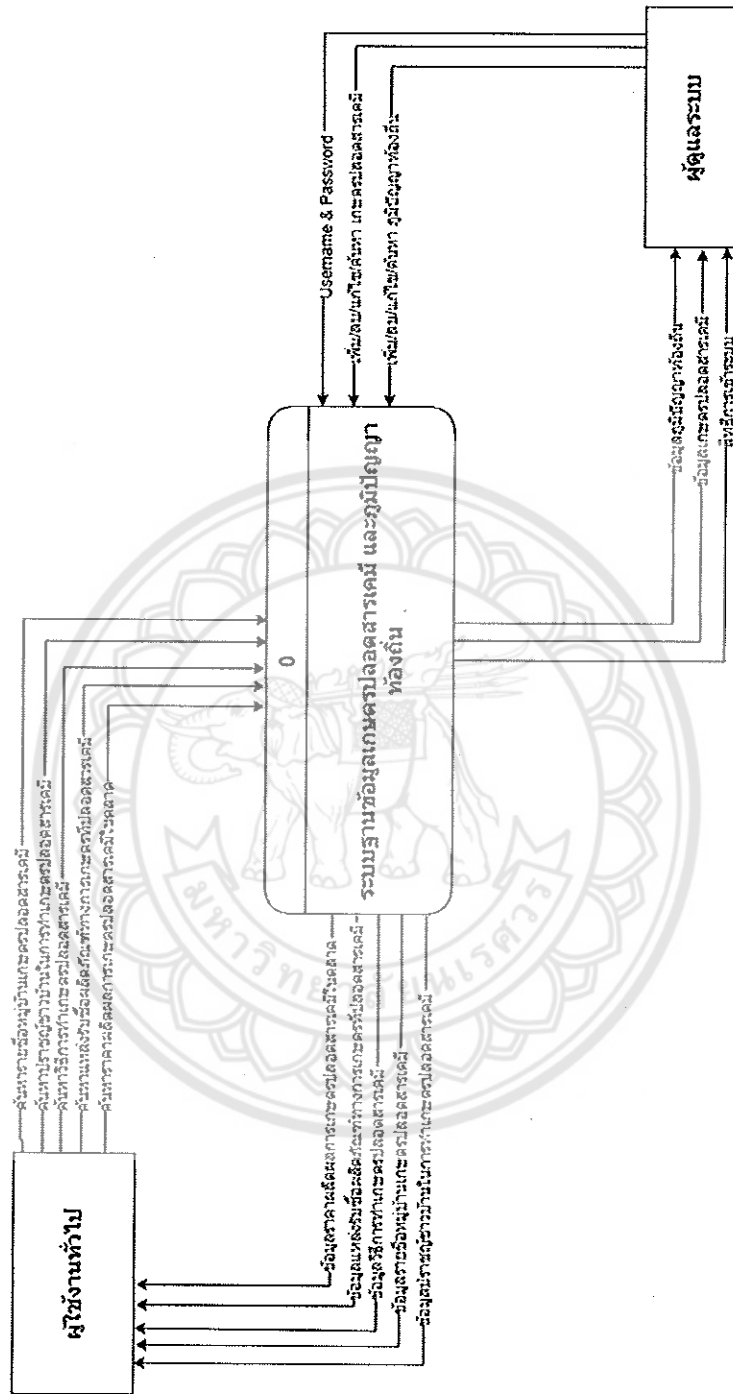 ผู้ใช้งานทั่วไป
ค้นหารายชื่อหมู่บ้านเกษตรปลอดสารเคมี
ค้นหาปราชญ์ชาวบ้านในการทำเกษตรปลอดสารเคมี
ค้นหาวิธีการทำเกษตรปลอดสารเคมี
ค้นหาแหล่งรับซื้อผลิตภัณฑ์ทางการเกษตรที่ปลอดสารเคมี
ค้นหาราคาผลิตผลการเกษตรปลอดสารเคมีในตลาด
ข้อมูลราคาผลิตผลการเกษตรปลอดสารเคมีในตลาด
ข้อมูลแหล่งรับซื้อผลิตภัณฑ์ทางการเกษตรที่ปลอดสารเคมี
ข้อมูลวิธีการทำเกษตรปลอดสารเคมี
ข้อมูลรายชื่อหมู่บ้านเกษตรปลอดสารเคมี
ข้อมูลปราชญ์ชาวบ้านในการทำเกษตรปลอดสารเคมี
0
ระบบฐานข้อมูลเกษตรปลอดสารเคมี และภูมิปัญญา
ท้องถิ่น
Username & Password
เพิ่ม/ลบ/แก้ไข/ค้นหา เกษตรปลอดสารเคมี
เพิ่ม/ลบ/แก้ไข/ค้นหา ภูมิปัญญาท้องถิ่น
ข้อมูลภูมิปัญญาท้องถิ่น
ข้อมูลเกษตรปลอดสารเคมี
สิทธิการเข้าระบบ
ผู้ดูแลระบบ